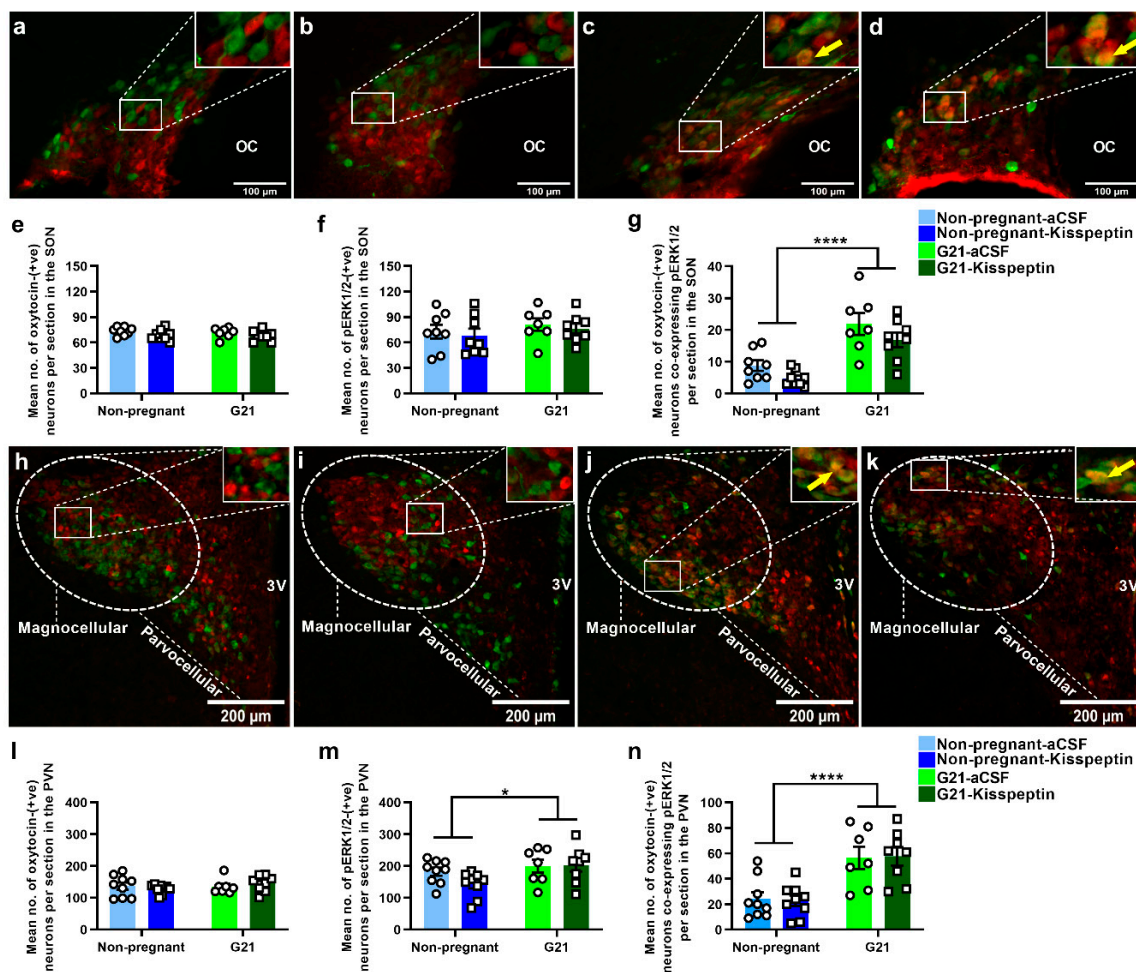 a
b
c
d
OC
OC
OC
OC
100 µm
100 µm
100 µm
100 µm
e
Mean no. of oxytocin-(+ve)
neurons per section in the SON
150
120
90
60
30
0
Non-pregnant
G21
f
Mean no. of pERK1/2-(+ve)
neurons per section in the SON
150
120
90
60
30
0
Non-pregnant
G21
g
Mean no. of oxytocin-(+ve)
neurons co-expressing pERK1/2
per section in the SON
40
30
20
10
0
****
Non-pregnant
G21
Non-pregnant-aCSF
Non-pregnant-Kisspeptin
G21-aCSF
G21-Kisspeptin
h
i
j
k
3V
3V
3V
3V
Magnocellular
Parvocellular
200 µm
Magnocellular
Parvocellular
200 µm
Magnocellular
Parvocellular
200 µm
Magnocellular
Parvocellular
200 µm
l
Mean no. of oxytocin-(+ve)
neurons per section in the PVN
400
300
200
100
0
Non-pregnant
G21
m
Mean no. of pERK1/2-(+ve)
neurons per section in the PVN
400
300
200
100
0
*
Non-pregnant
G21
n
Mean no. of oxytocin-(+ve)
neurons co-expressing pERK1/2
per section in the PVN
100
80
60
40
20
0
****
Non-pregnant
G21
Non-pregnant-aCSF
Non-pregnant-Kisspeptin
G21-aCSF
G21-Kisspeptin